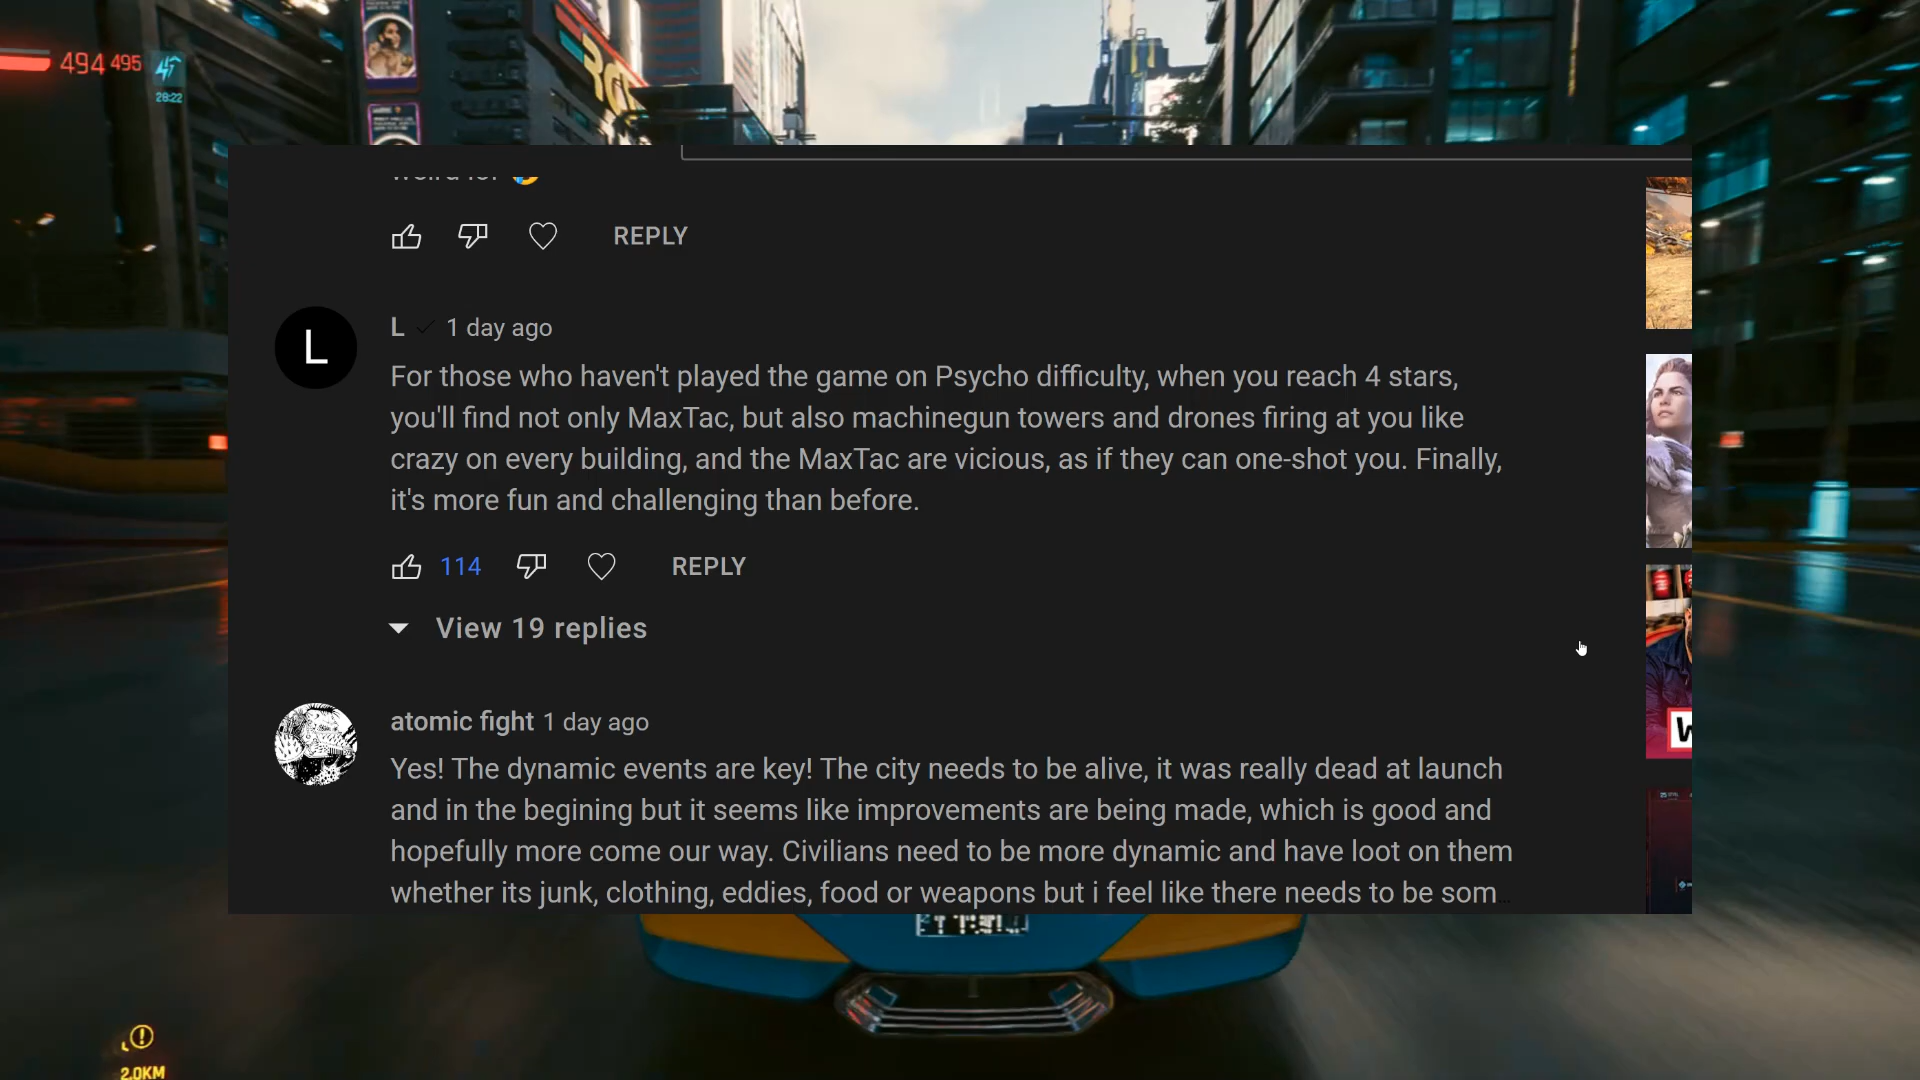 494 495
28:22
REPLY
L
L 1 day ago
For those who haven't played the game on Psycho difficulty, when you reach 4 stars,
you'll find not only MaxTac, but also machinegun towers and drones firing at you like
crazy on every building, and the MaxTac are vicious, as if they can one-shot you. Finally,
it's more fun and challenging than before.
114 REPLY
View 19 replies
atomic fight 1 day ago
Yes! The dynamic events are key! The city needs to be alive, it was really dead at launch
and in the begining but it seems like improvements are being made, which is good and
hopefully more come our way. Civilians need to be more dynamic and have loot on them
whether its junk, clothing, eddies, food or weapons but i feel like there needs to be som...
2.0KM